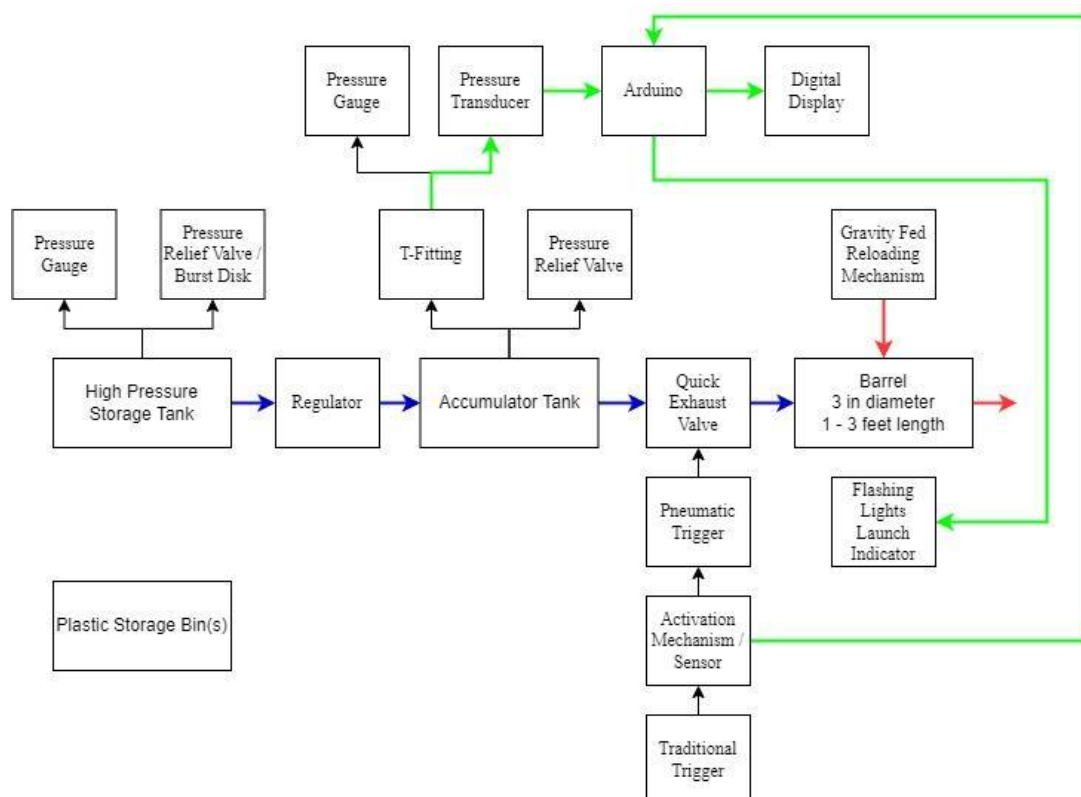 Pressure
Gauge
Pressure
Transducer
Arduino
Digital
Display
Pressure
Gauge
Pressure
Relief Valve /
Burst Disk
T-Fitting
Pressure
Relief Valve
Gravity Fed
Reloading
Mechanism
High Pressure
Storage Tank
Regulator
Accumulator Tank
Quick
Exhaust
Valve
Barrel
3 in diameter
1 - 3 feet length
Pneumatic
Trigger
Flashing
Lights
Launch
Indicator
Plastic Storage Bin(s)
Activation
Mechanism /
Sensor
Traditional
Trigger